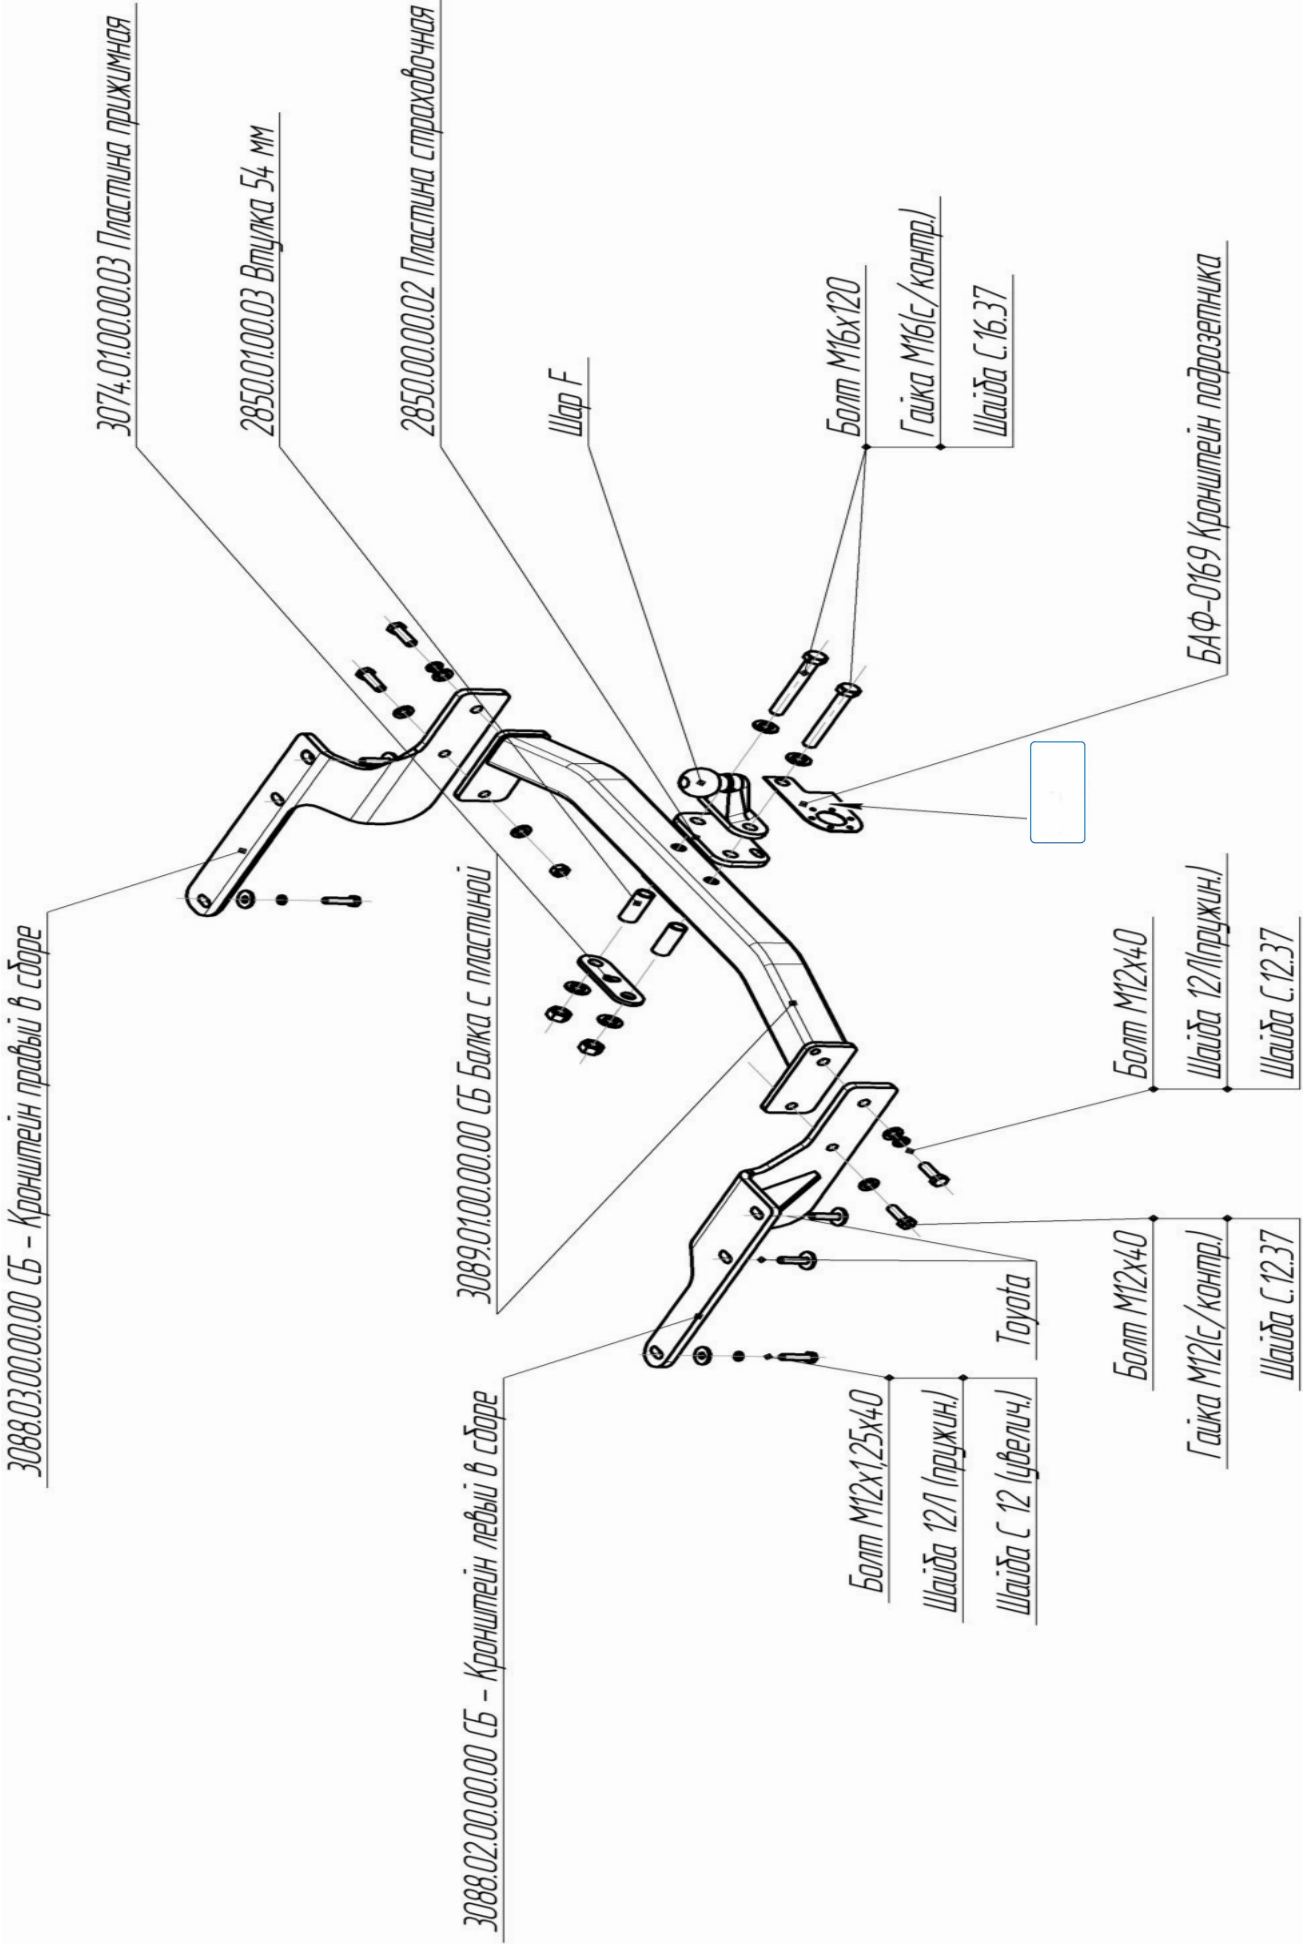 3088.03.00.00.00 СБ - Кронштейн правый в сборе
3074.01.00.00.03 Пластина прижимная
2850.01.00.03 Втулка 54 мм
2850.00.00.02 Пластина страховочная
Шар F
Болт М16х120
Гайка М16(с/контр.)
Шайба С.16.37
БАФ-0169 Кронштейн подрозетника
3089.01.00.00.00 СБ Балка с пластиной
3088.02.00.00.00 СБ - Кронштейн левый в сборе
Болт М12х1,25х40
Шайба 12Л (пружин.)
Шайба С 12 (увелич.)
Toyota
Болт М12х40
Гайка М12(с/контр.)
Шайба С.12.37
Болт М12х40
Шайба 12Л(пружин.)
Шайба С.12.37